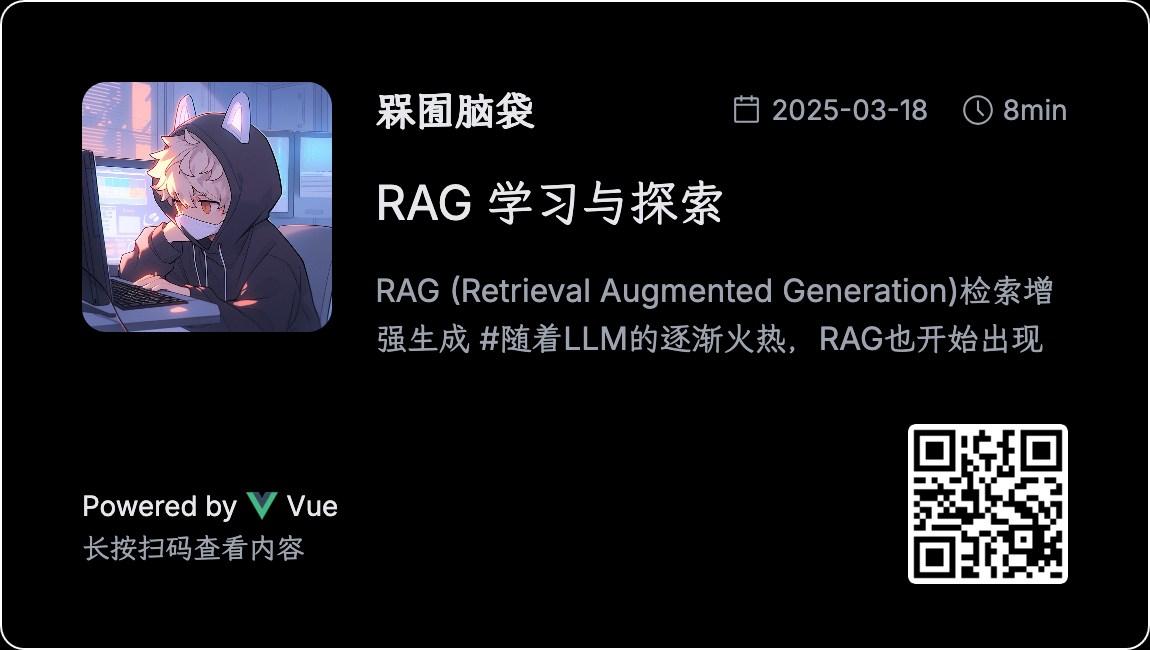 槑囿脑袋
2025-03-18
8min
RAG 学习与探索
RAG (Retrieval Augmented Generation)检索增
强生成 #随着LLM的逐渐火热，RAG也开始出现
Powered by Vue
长按扫码查看内容